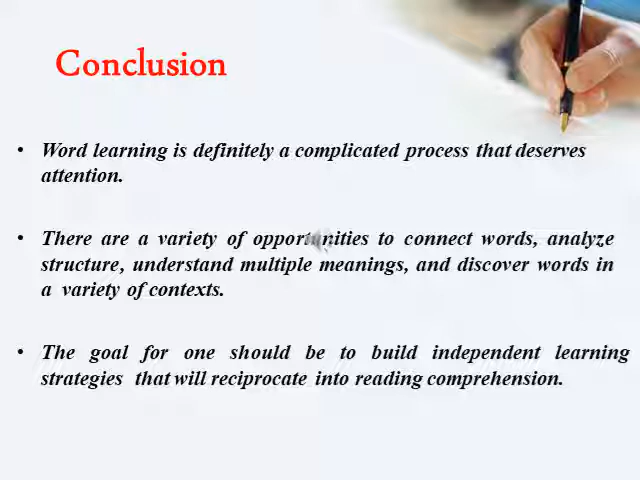 Conclusion
• Word learning is definitely a complicated process that deserves
attention.
• There are a variety of opportunities to connect words, analyze
structure, understand multiple meanings, and discover words in
a variety of contexts.
• The goal for one should be to build independent learning
strategies that will reciprocate into reading comprehension.